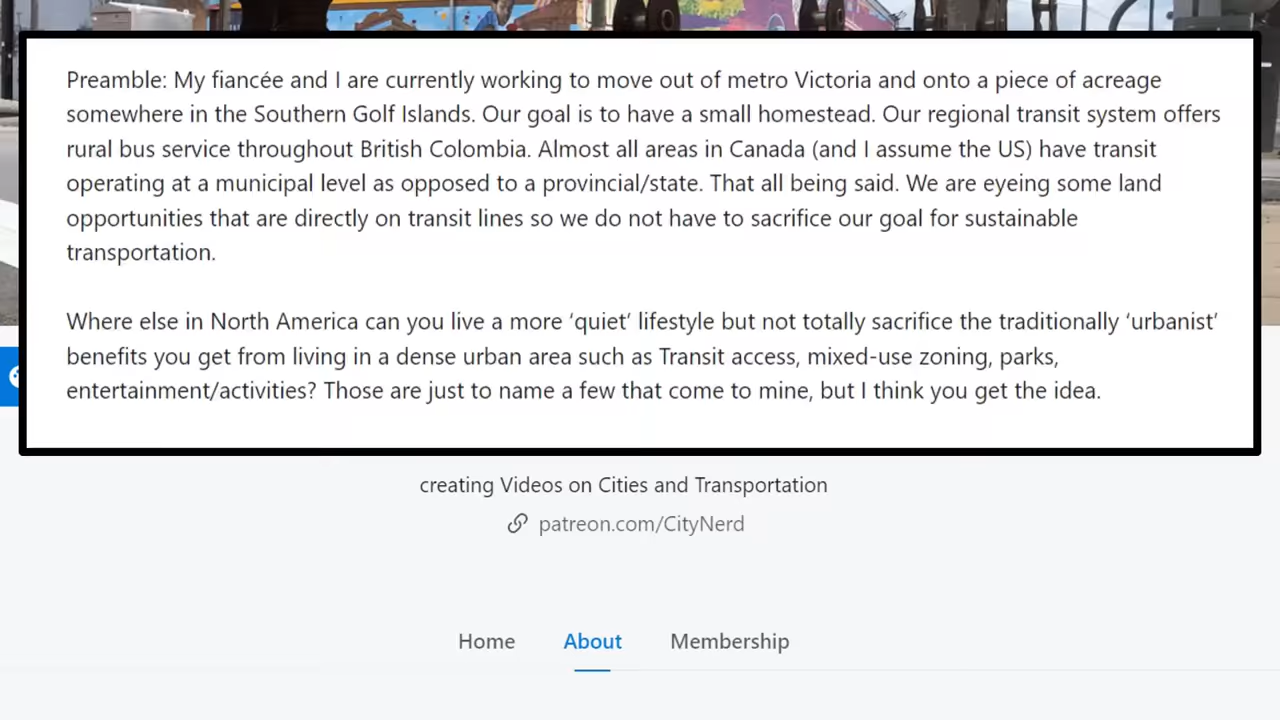 Preamble: My fiancée and I are currently working to move out of metro Victoria and onto a piece of acreage
somewhere in the Southern Golf Islands. Our goal is to have a small homestead. Our regional transit system offers
rural bus service throughout British Colombia. Almost all areas in Canada (and I assume the US) have transit
operating at a municipal level as opposed to a provincial/state. That all being said. We are eyeing some land
opportunities that are directly on transit lines so we do not have to sacrifice our goal for sustainable
transportation.
Where else in North America can you live a more ‘quiet’ lifestyle but not totally sacrifice the traditionally ‘urbanist’
benefits you get from living in a dense urban area such as Transit access, mixed-use zoning, parks,
entertainment/activities? Those are just to name a few that come to mine, but I think you get the idea.
creating Videos on Cities and Transportation
patreon.com/CityNerd
Home About Membership